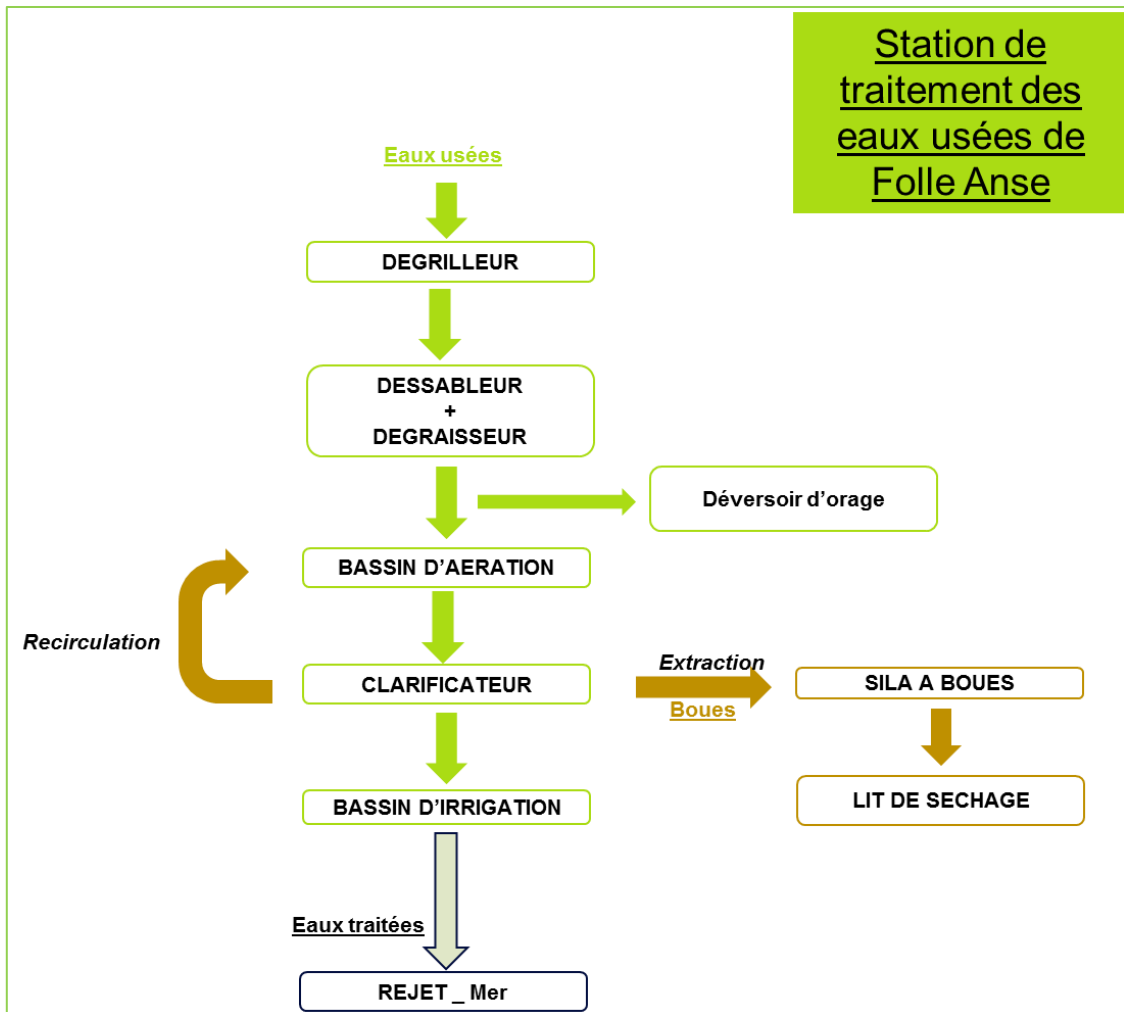 Station de
traitement des
eaux usées de
Folle Anse
Eaux usées
DEGRILLEUR
DESSABLEUR
+
DEGRAISSEUR
Déversoir d'orage
BASSIN D'AERATION
Recirculation
CLARIFICATEUR
Extraction
Boues
SILA A BOUES
LIT DE SECHAGE
BASSIN D'IRRIGATION
Eaux traitées
REJET _ Mer